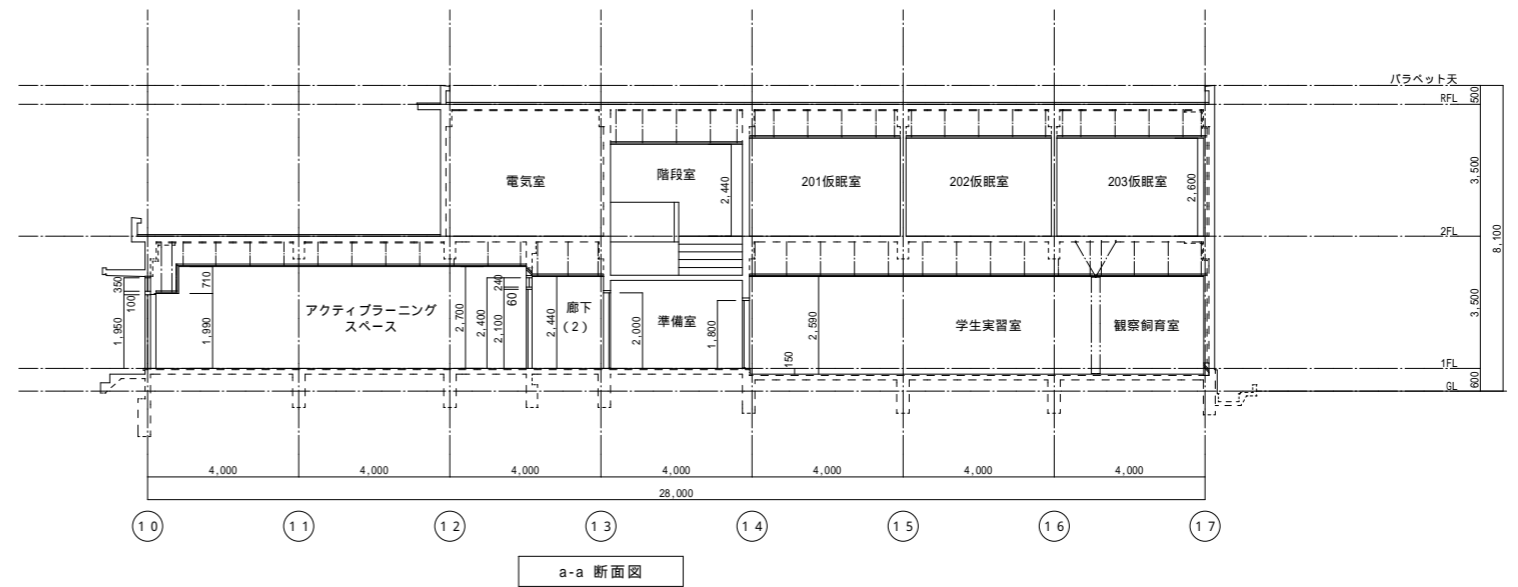 パラペット天
RFL
500
電気室
階段室
2,440
201仮眠室
202仮眠室
203仮眠室
2,600
3,500
2FL
8,100
350
100
1,950
710
1,990
アクティブラーニング
スペース
2,700
2,400
2,100
240
60
2,440
廊下
(2)
2,000
準備室
1,800
150
2,590
学生実習室
観察飼育室
3,500
1FL
600
GL
4,000 4,000 4,000 4,000 4,000 4,000 4,000
28,000
10 11 12 13 14 15 16 17
a-a 断面図